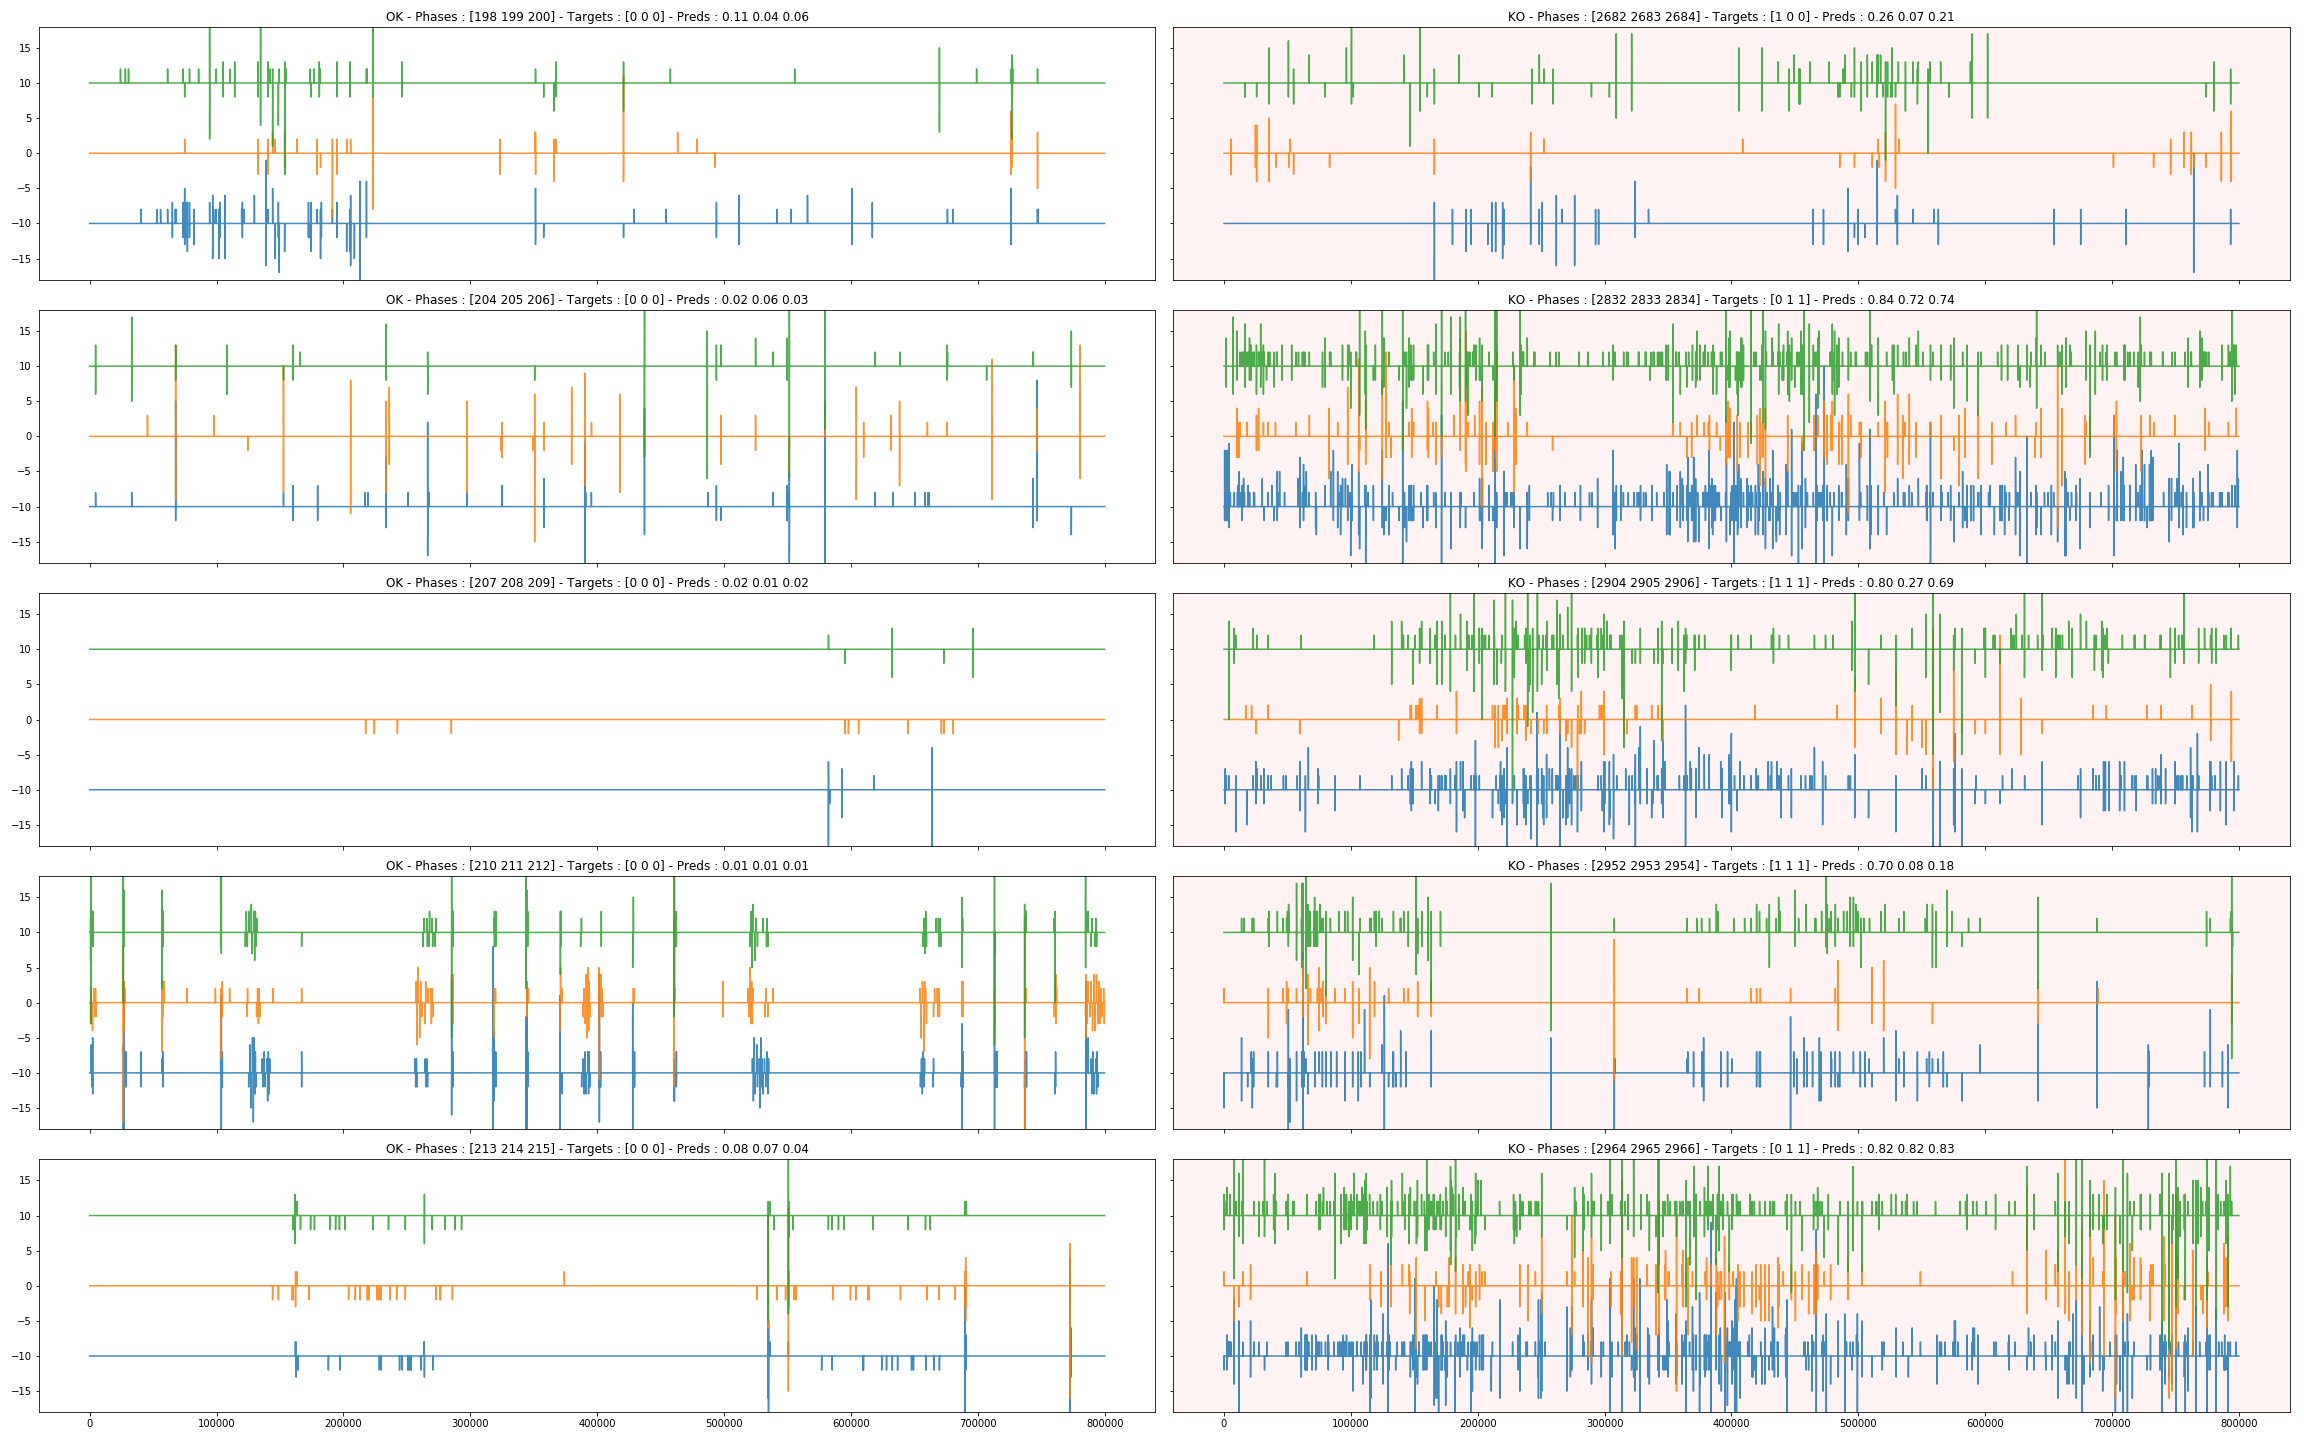 OK - Phases : [198 199 200] - Targets : [0 0 0] - Preds : 0.11 0.04 0.06
KO - Phases : [2682 2683 2684] - Targets : [1 0 0] - Preds : 0.26 0.07 0.21
15
10
5
0
−5
−10
−15
OK - Phases : [204 205 206] - Targets : [0 0 0] - Preds : 0.02 0.06 0.03
KO - Phases : [2832 2833 2834] - Targets : [0 1 1] - Preds : 0.84 0.72 0.74
15
10
5
0
−5
−10
−15
OK - Phases : [207 208 209] - Targets : [0 0 0] - Preds : 0.02 0.01 0.02
KO - Phases : [2904 2905 2906] - Targets : [1 1 1] - Preds : 0.80 0.27 0.69
15
10
5
0
−5
−10
−15
OK - Phases : [210 211 212] - Targets : [0 0 0] - Preds : 0.01 0.01 0.01
KO - Phases : [2952 2953 2954] - Targets : [1 1 1] - Preds : 0.70 0.08 0.18
15
10
5
0
−5
−10
−15
OK - Phases : [213 214 215] - Targets : [0 0 0] - Preds : 0.08 0.07 0.04
KO - Phases : [2964 2965 2966] - Targets : [0 1 1] - Preds : 0.82 0.82 0.83
15
10
5
0
−5
−10
−15
0 100000 200000 300000 400000 500000 600000 700000 800000
0 100000 200000 300000 400000 500000 600000 700000 800000